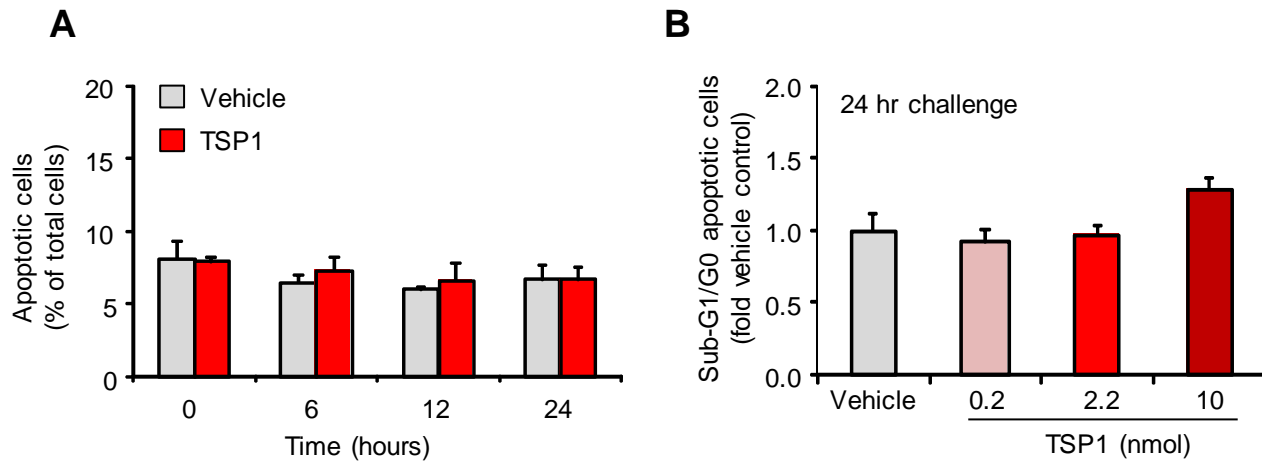 A
Apoptotic cells
(% of total cells)
20
15
10
5
0
Vehicle
TSP1
0 6 12 24
Time (hours)
B
Sub-G1/G0 apoptotic cells
(fold vehicle control)
2.0
1.5
1.0
0.5
0.0
24 hr challenge
Vehicle 0.2 2.2 10
TSP1 (nmol)